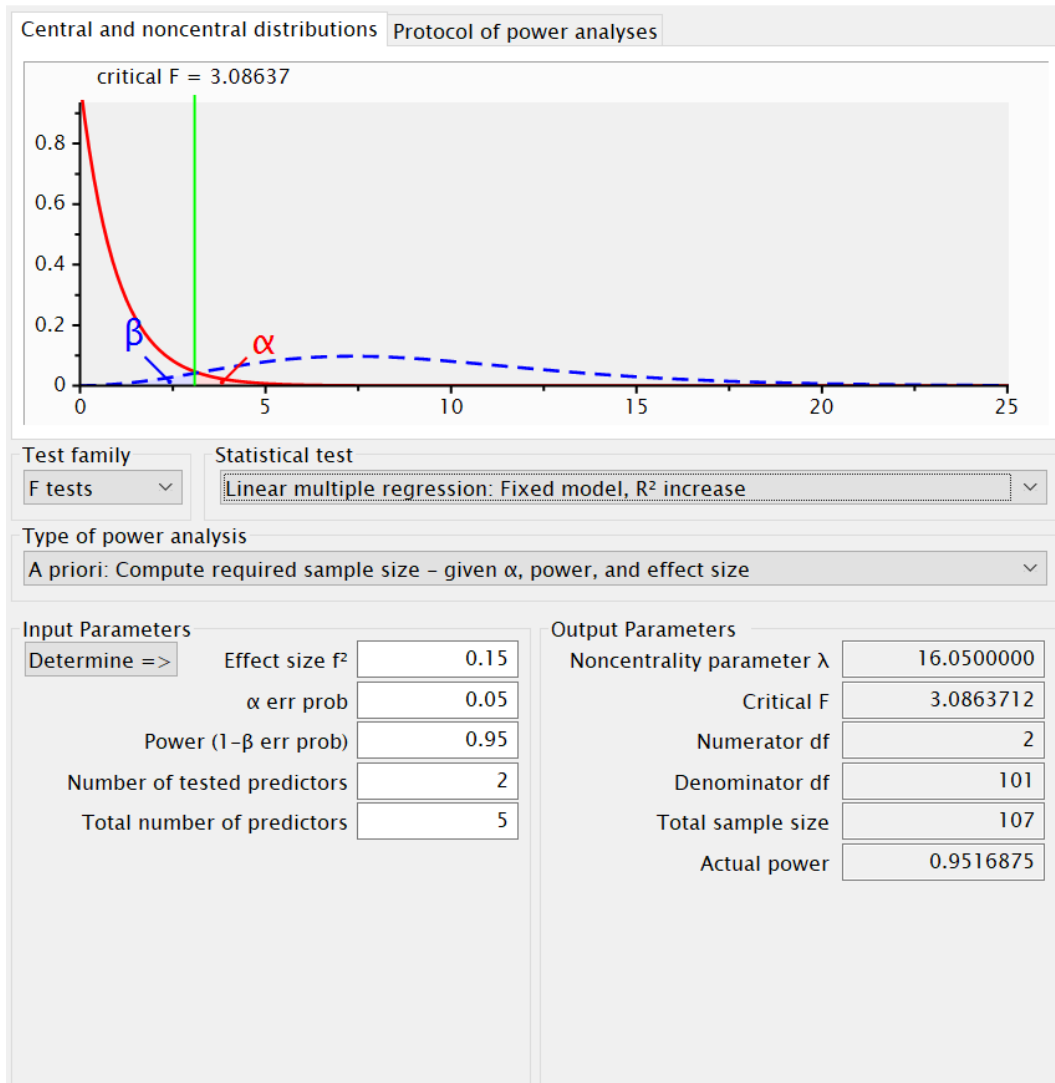 Central and noncentral distributions Protocol of power analyses
critical F = 3.08637
0.8
0.6
0.4
0.2
0
β
α
0 5 10 15 20 25
Test family Statistical test
F tests Linear multiple regression: Fixed model, R² increase
Type of power analysis
A priori: Compute required sample size – given α, power, and effect size
Input Parameters
Determine => Effect size f² 0.15
α err prob 0.05
Power (1-β err prob) 0.95
Number of tested predictors 2
Total number of predictors 5
Output Parameters
Noncentrality parameter λ 16.0500000
Critical F 3.0863712
Numerator df 2
Denominator df 101
Total sample size 107
Actual power 0.9516875